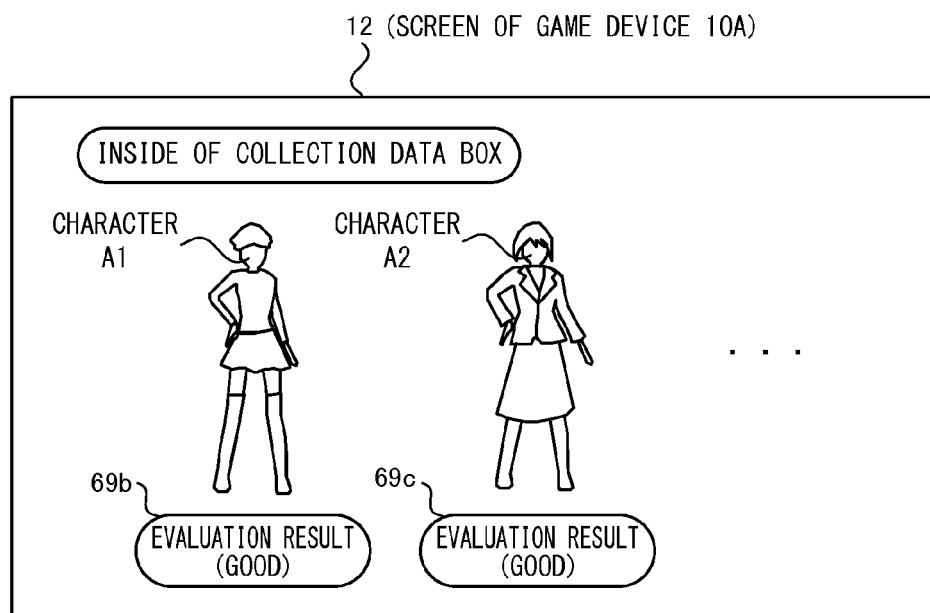 12 (SCREEN OF GAME DEVICE 10A)
INSIDE OF COLLECTION DATA BOX
CHARACTER
A1
CHARACTER
A2
. . .
69b
69c
EVALUATION RESULT
(GOOD)
EVALUATION RESULT
(GOOD)